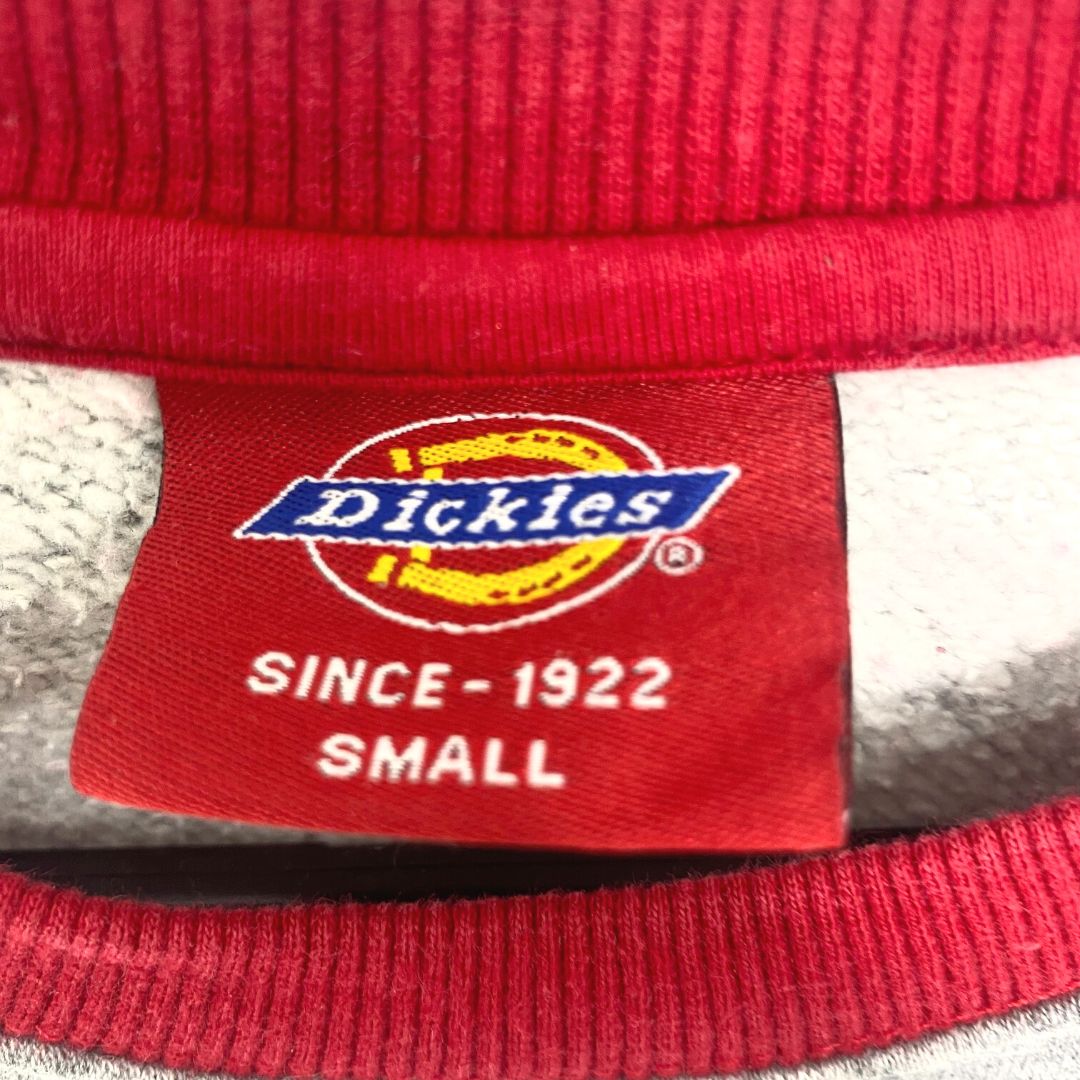 Dickies
®
SINCE - 1922
SMALL